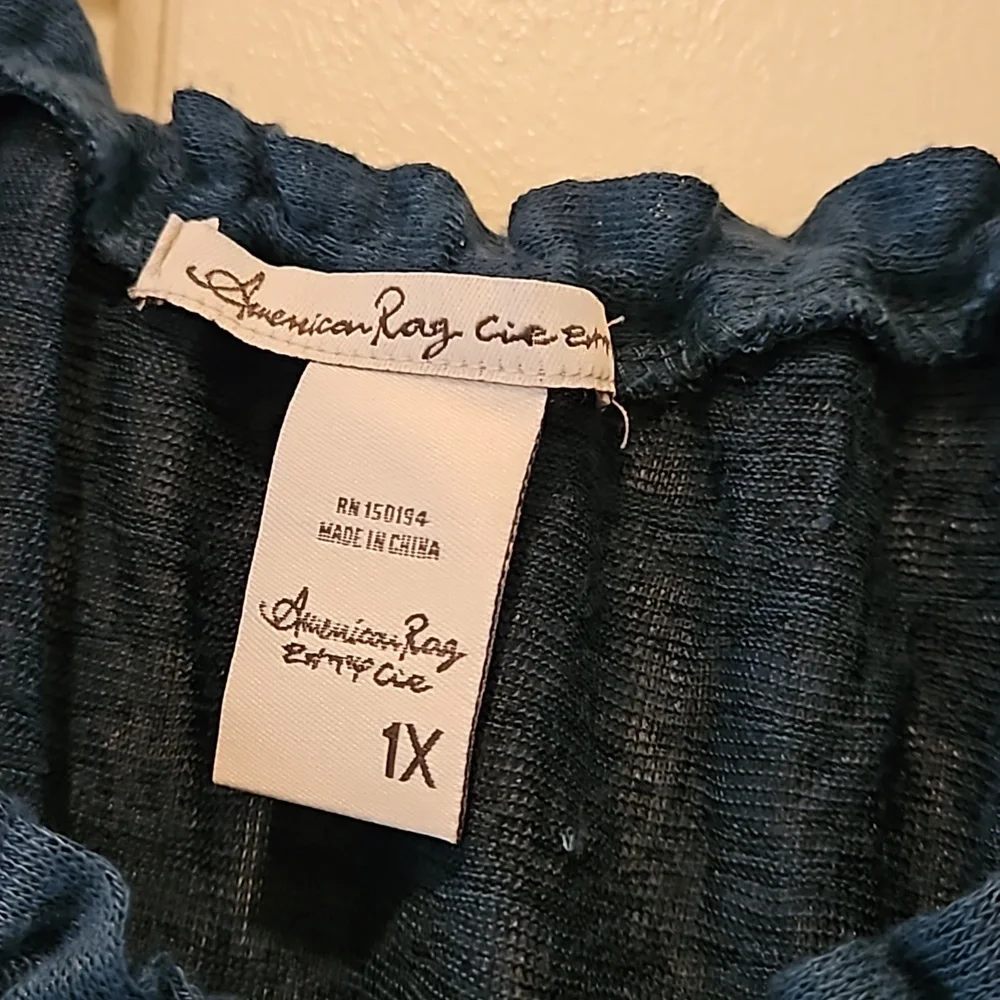 American Rag Cie
RN 150194
MADE IN CHINA
American Rag
Cie
1X